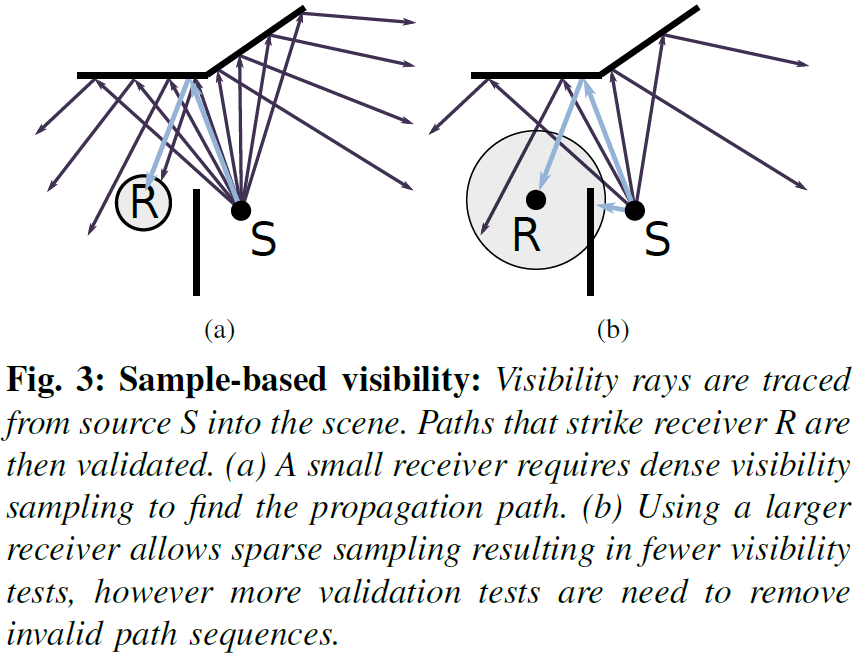 R
S
R
S
(a)
(b)
Fig. 3: Sample-based visibility: Visibility rays are traced
from source S into the scene. Paths that strike receiver R are
then validated. (a) A small receiver requires dense visibility
sampling to find the propagation path. (b) Using a larger
receiver allows sparse sampling resulting in fewer visibility
tests, however more validation tests are need to remove
invalid path sequences.